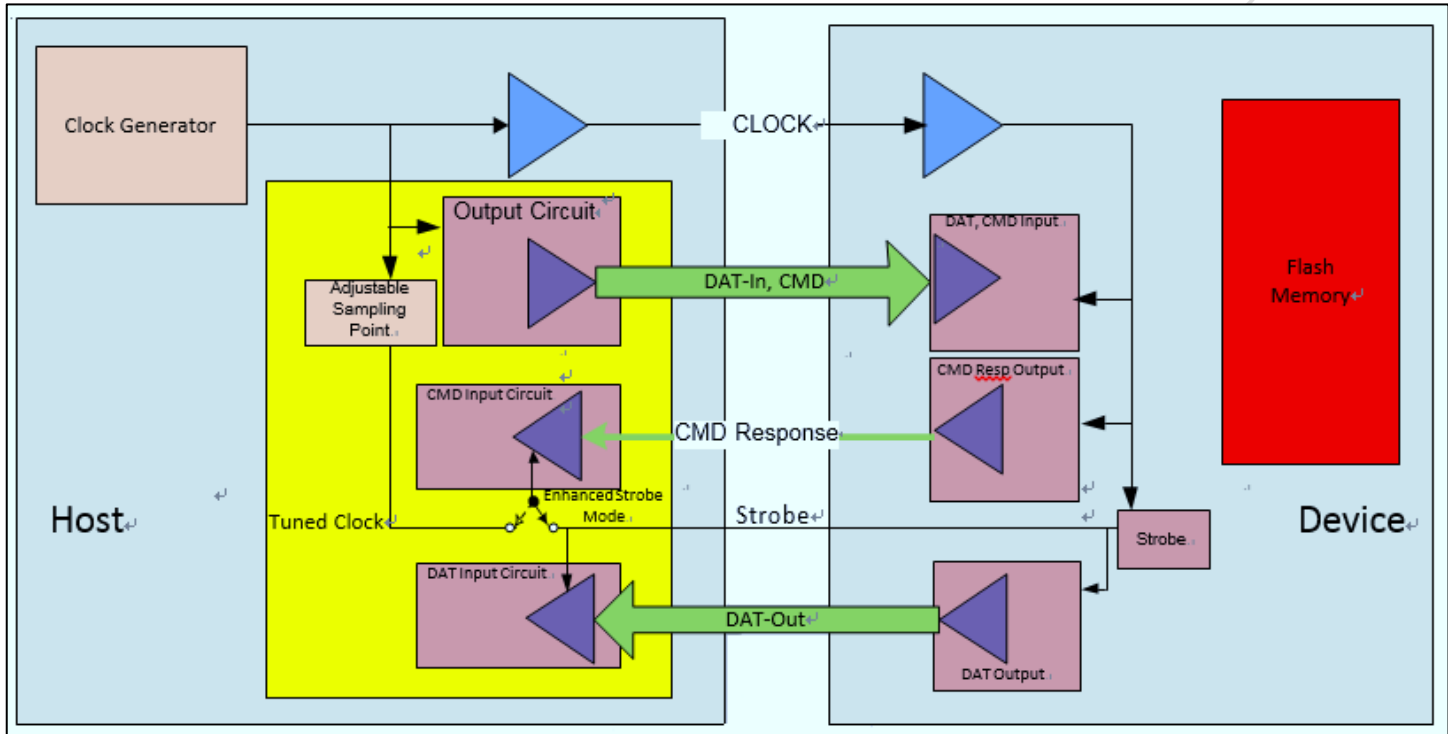 Clock Generator
CLOCK
Output Circuit
DAT, CMD Input
Flash
Memory
DAT-In, CMD
Adjustable
Sampling
Point
CMD Input Circuit
CMD Resp Output
CMD Response
Enhanced Strobe
Mode
Host
Tuned Clock
Strobe
Strobe
Device
DAT Input Circuit
DAT-Out
DAT Output